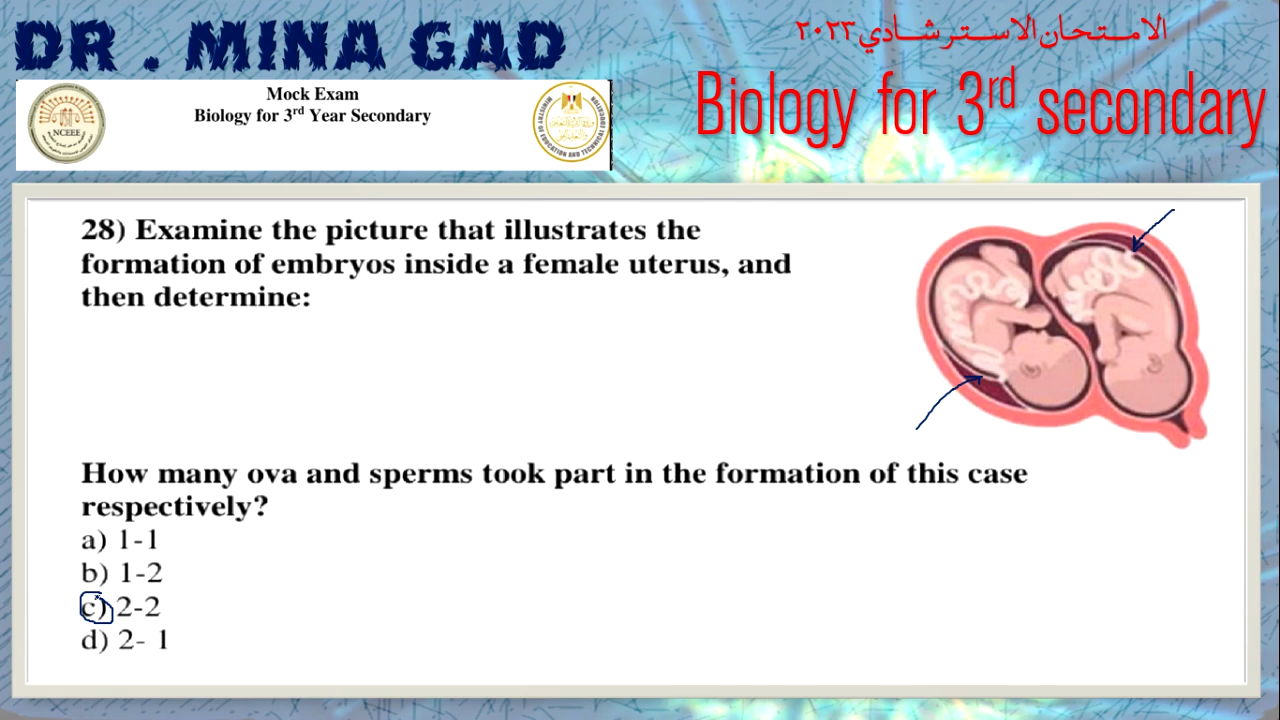 DR . MINA GAD
الامتحان الاسترشادي ٢٠٢٣
Mock Exam
Biology for 3rd Year Secondary
NCEEE
Biology for 3rd secondary
28) Examine the picture that illustrates the
formation of embryos inside a female uterus, and
then determine:
How many ova and sperms took part in the formation of this case
respectively?
a) 1-1
b) 1-2
c) 2-2
d) 2- 1